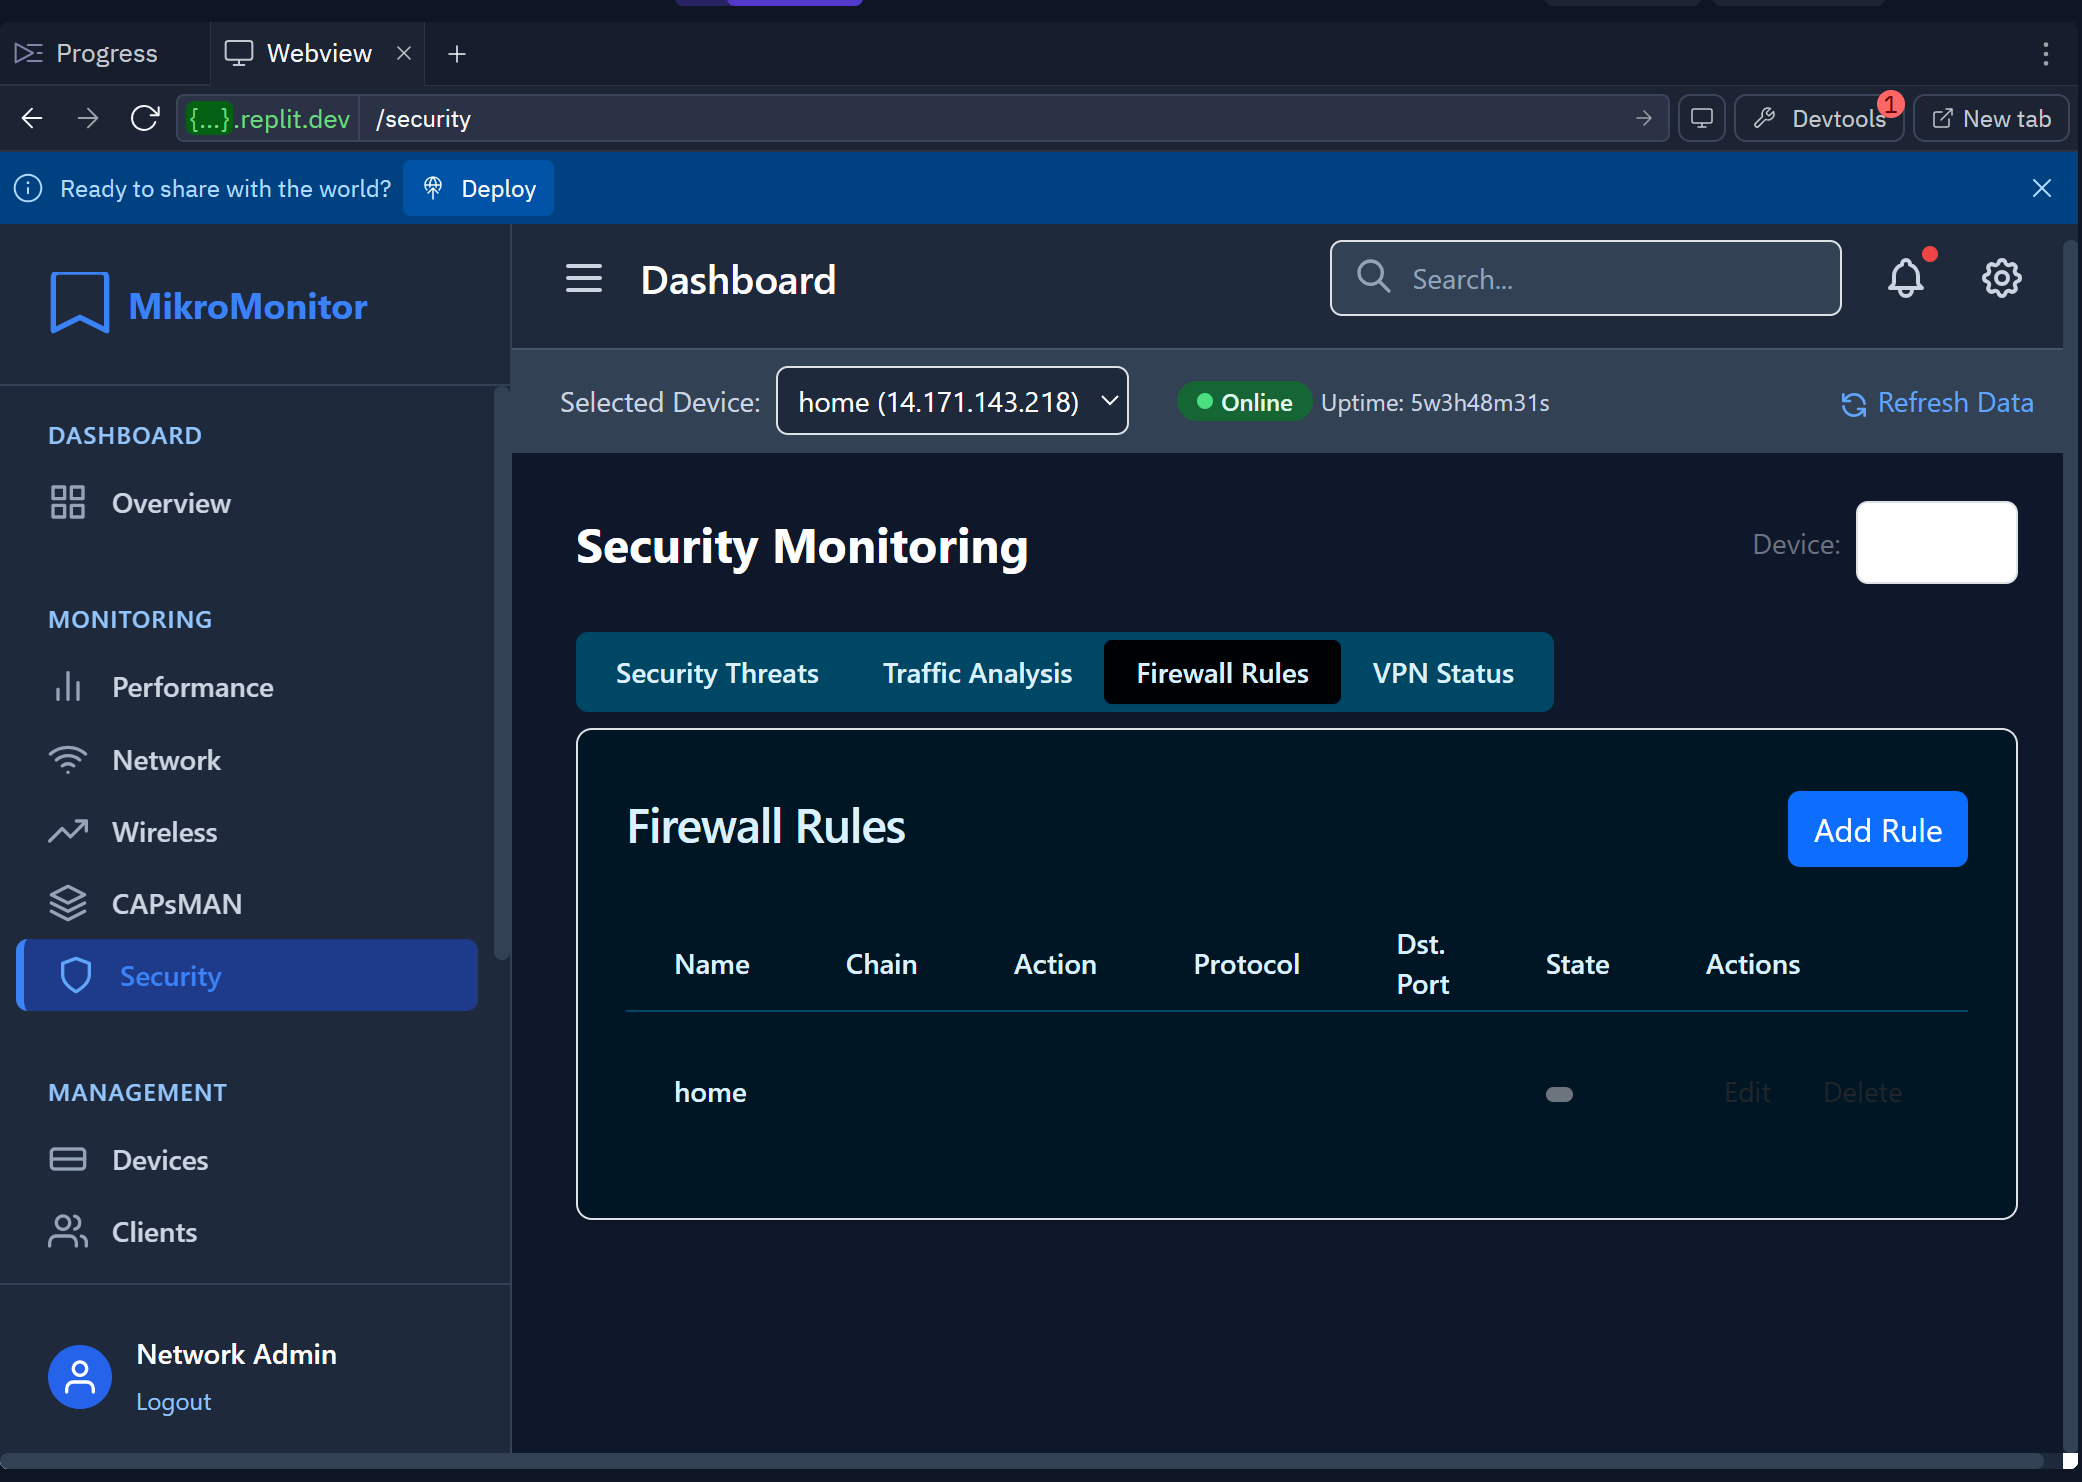 Progress
Webview
{...}.replit.dev
/security
Devtools
1
New tab
Ready to share with the world?
Deploy
MikroMonitor
Dashboard
Search...
Selected Device:
home (14.171.143.218)
Online
Uptime: 5w3h48m31s
Refresh Data
DASHBOARD
Overview
MONITORING
Performance
Network
Wireless
CAPsMAN
Security
MANAGEMENT
Devices
Clients
Network Admin
Logout
Security Monitoring
Device:
Security Threats
Traffic Analysis
Firewall Rules
VPN Status
Firewall Rules
Add Rule
Name
Chain
Action
Protocol
Dst.
Port
State
Actions
home
Edit
Delete